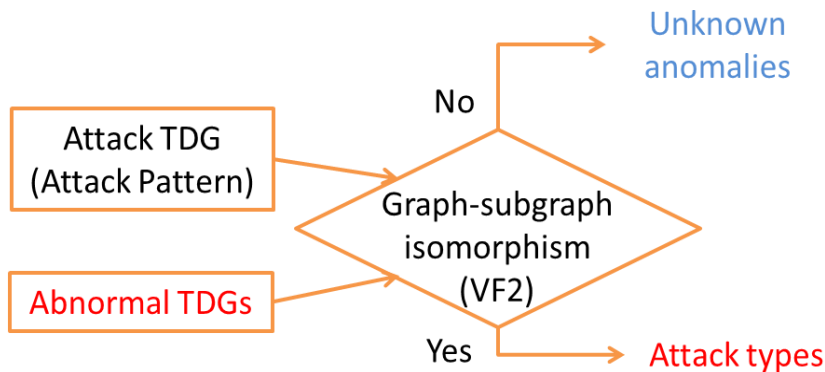 Unknown
anomalies
No
Attack TDG
(Attack Pattern)
Graph-subgraph
isomorphism
(VF2)
Abnormal TDGs
Yes
Attack types